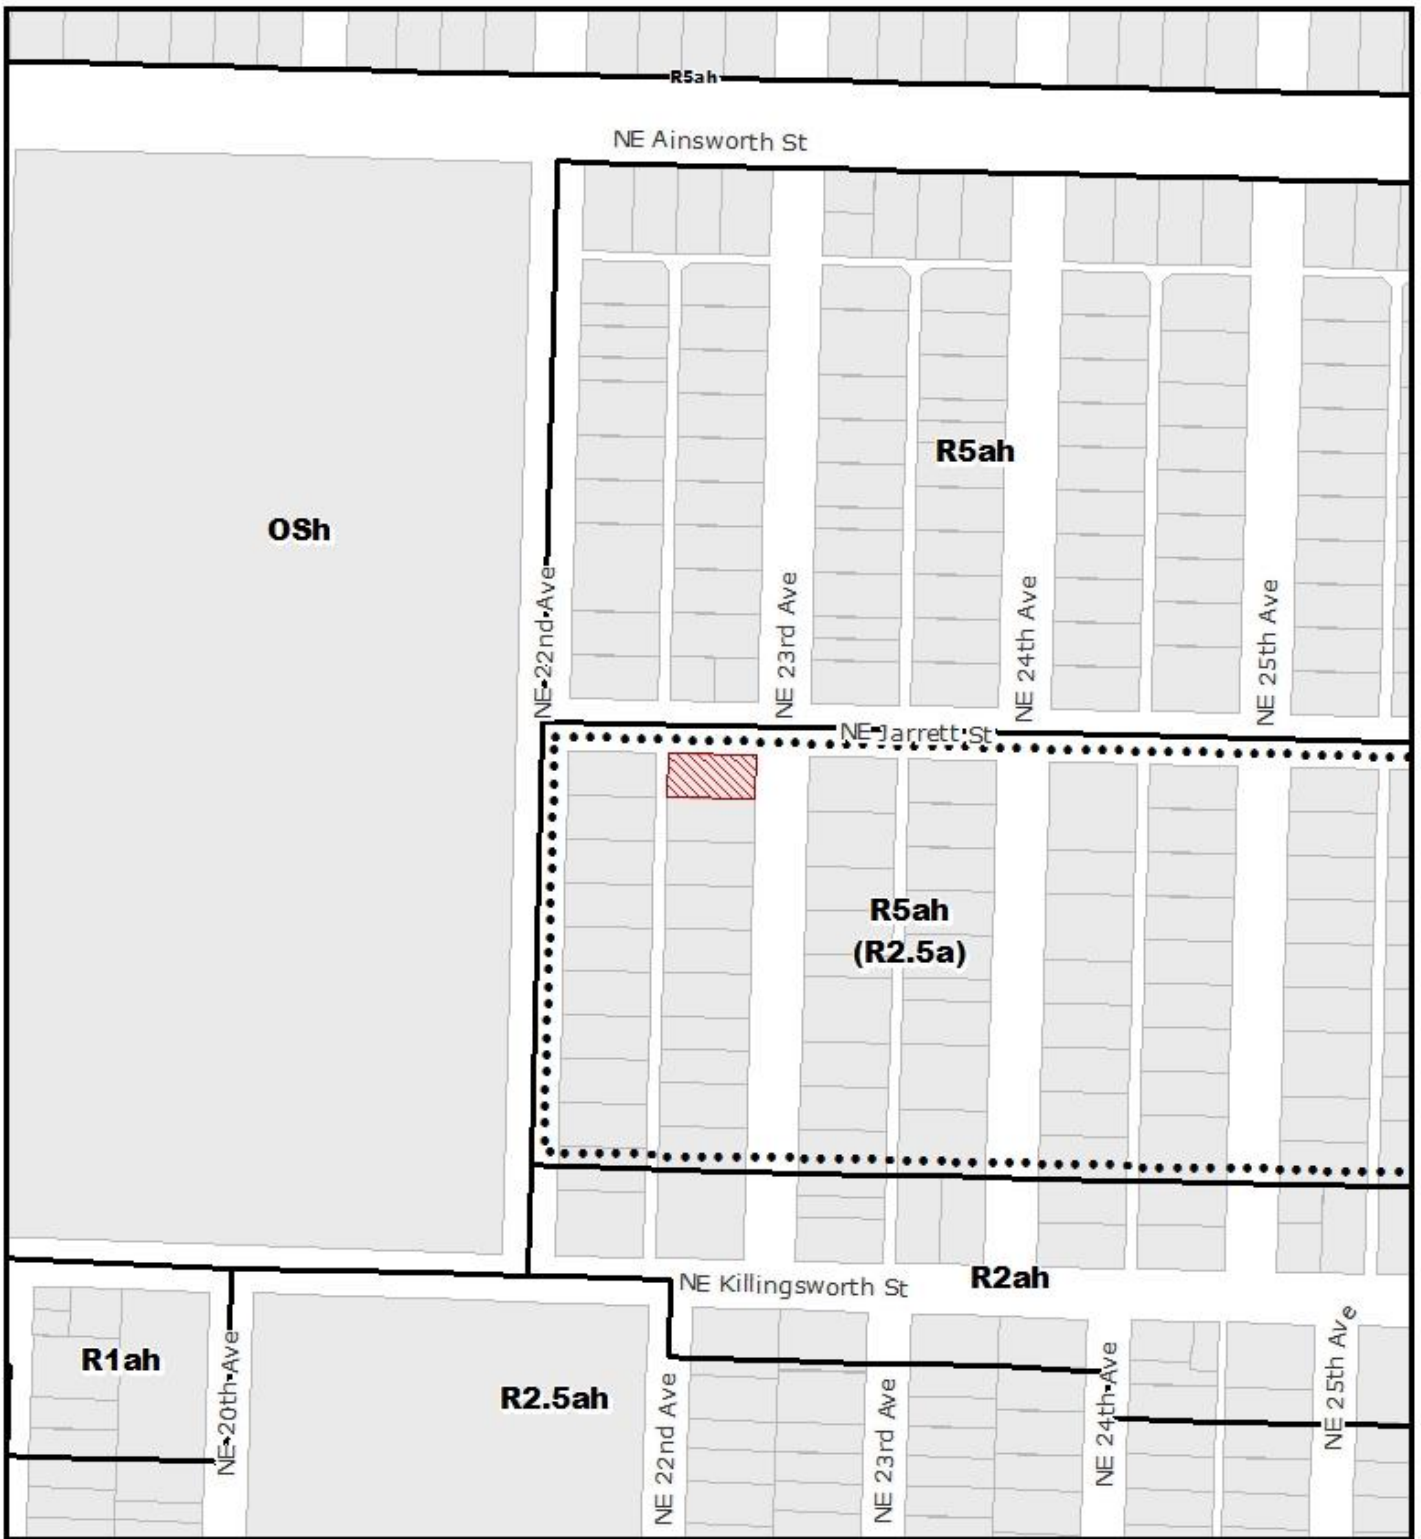 R5ah
NE Ainsworth St
R5ah
OSh
NE 22nd Ave
NE 23rd Ave
NE 24th Ave
NE 25th Ave
NE Jarrett St
R5ah
(R2.5a)
NE Killingsworth St
R2ah
R1ah
R2.5ah
NE 20th Ave
NE 22nd Ave
NE 23rd Ave
NE 24th Ave
NE 25th Ave